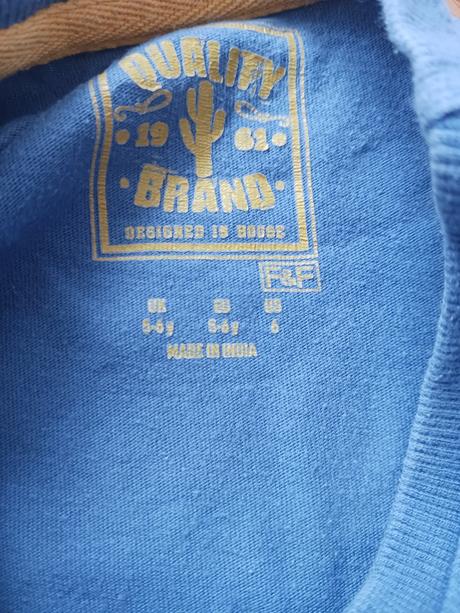 QUALITY
19 62
BRAND
DESIGNED IN HOUSE
F&F
UK EU US
5-6y 5-6y 6
MADE IN INDIA